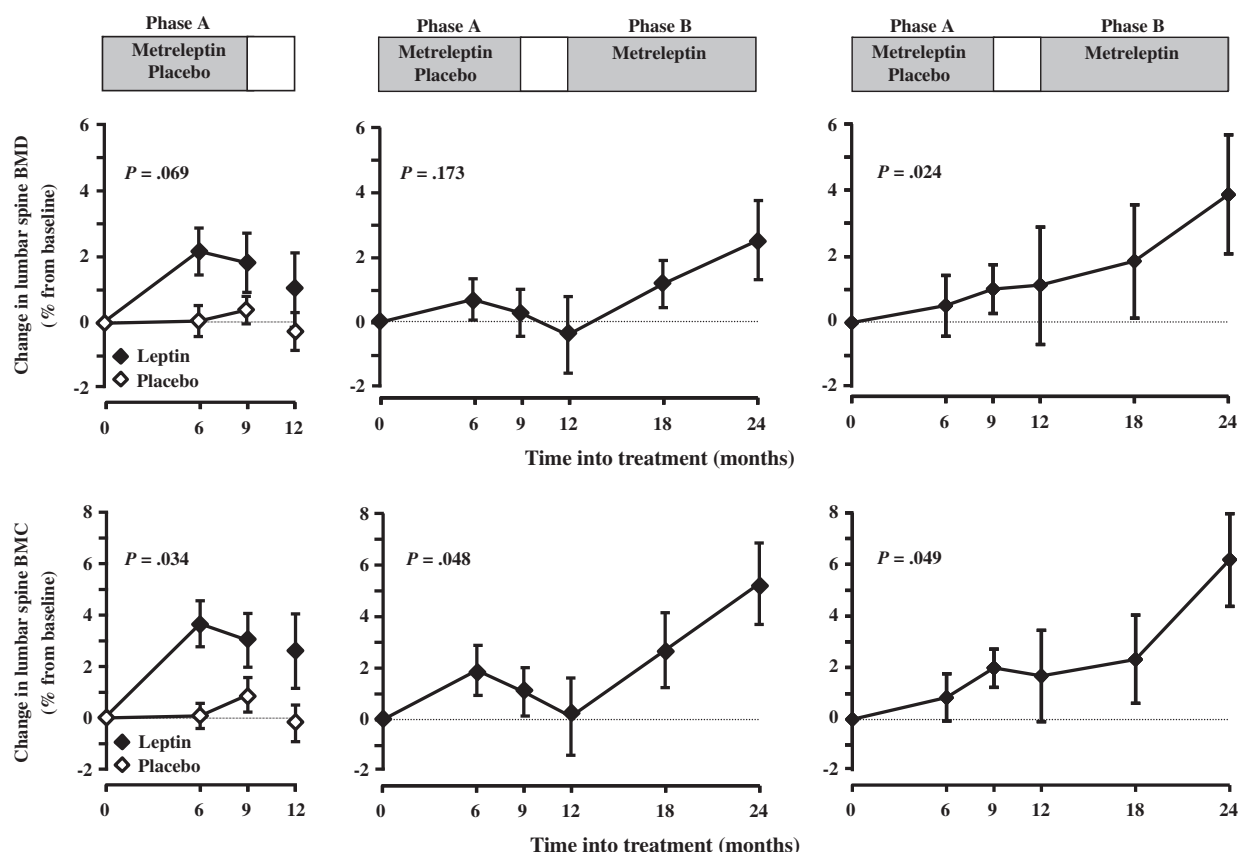 Phase A
Metreleptin
Placebo
Phase A
Phase B
Metreleptin
Placebo
Metreleptin
Phase A
Phase B
Metreleptin
Placebo
Metreleptin
Change in lumbar spine BMD
(% from baseline)
6
4
2
0
-2
P = .069
Leptin
Placebo
0 6 9 12
6
4
2
0
-2
P = .173
0 6 9 12 18 24
6
4
2
0
-2
P = .024
0 6 9 12 18 24
Time into treatment (months)
Change in lumbar spine BMC
(% from baseline)
8
6
4
2
0
-2
P = .034
Leptin
Placebo
0 6 9 12
8
6
4
2
0
-2
P = .048
0 6 9 12 18 24
8
6
4
2
0
-2
P = .049
0 6 9 12 18 24
Time into treatment (months)